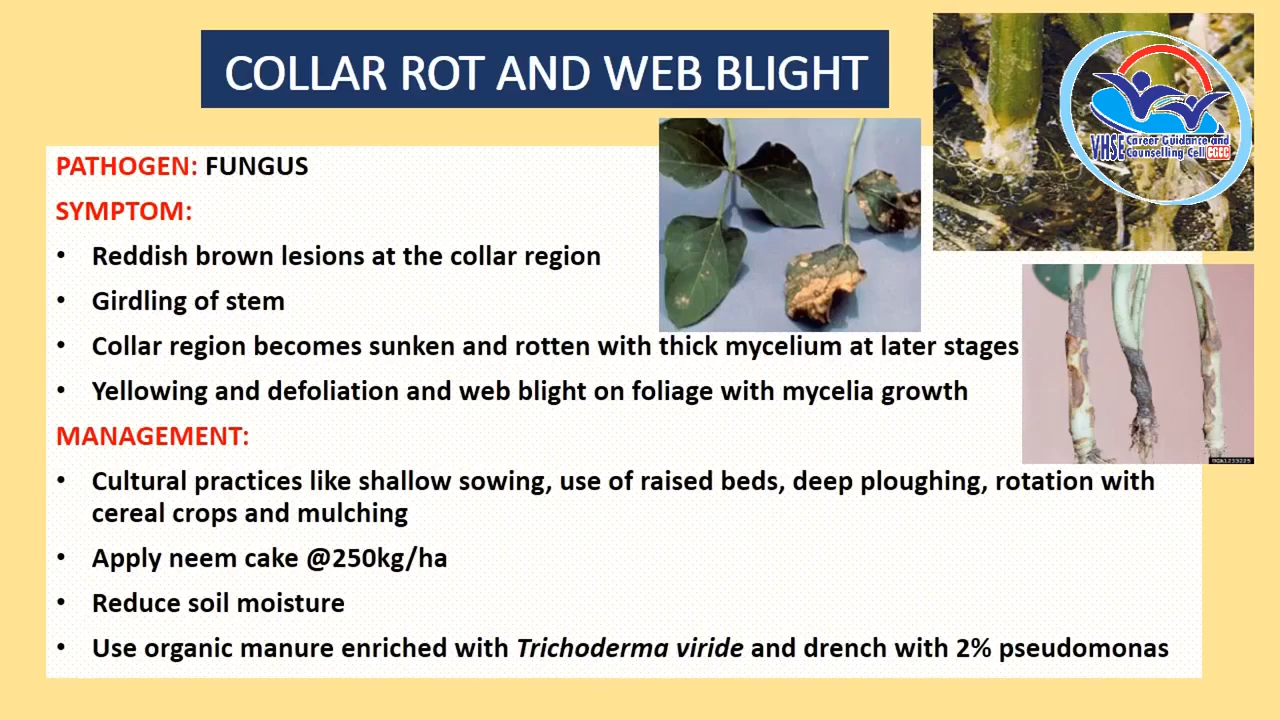 COLLAR ROT AND WEB BLIGHT
VHSE Career Guidance and
Counselling Cell CGCC
PATHOGEN: FUNGUS
SYMPTOM:
• Reddish brown lesions at the collar region
• Girdling of stem
• Collar region becomes sunken and rotten with thick mycelium at later stages
• Yellowing and defoliation and web blight on foliage with mycelia growth
MANAGEMENT:
• Cultural practices like shallow sowing, use of raised beds, deep ploughing, rotation with
cereal crops and mulching
• Apply neem cake @250kg/ha
• Reduce soil moisture
• Use organic manure enriched with Trichoderma viride and drench with 2% pseudomonas